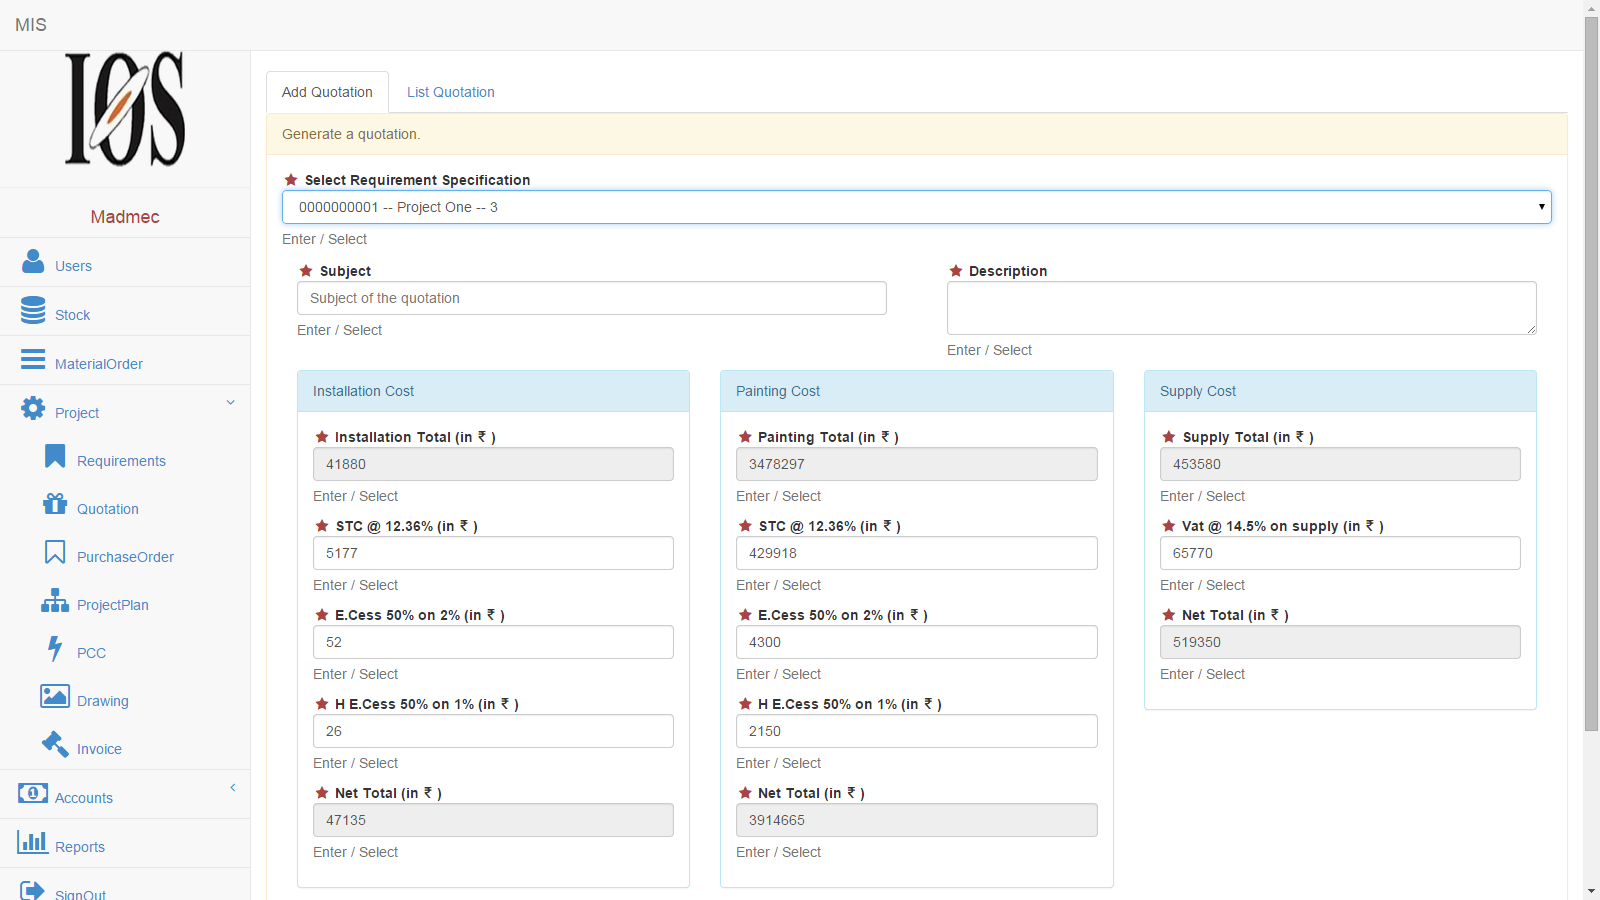 MIS
IOS
Madmec
Users
Stock
MaterialOrder
Project
Requirements
Quotation
PurchaseOrder
ProjectPlan
PCC
Drawing
Invoice
Accounts
Reports
SignOut
Add Quotation
List Quotation
Generate a quotation.
Select Requirement Specification
0000000001 -- Project One -- 3
Enter / Select
Subject
Subject of the quotation
Enter / Select
Description
Enter / Select
Installation Cost
Installation Total (in ₹ )
41880
Enter / Select
STC @ 12.36% (in ₹ )
5177
Enter / Select
E.Cess 50% on 2% (in ₹ )
52
Enter / Select
H E.Cess 50% on 1% (in ₹ )
26
Enter / Select
Net Total (in ₹ )
47135
Enter / Select
Painting Cost
Painting Total (in ₹ )
3478297
Enter / Select
STC @ 12.36% (in ₹ )
429918
Enter / Select
E.Cess 50% on 2% (in ₹ )
4300
Enter / Select
H E.Cess 50% on 1% (in ₹ )
2150
Enter / Select
Net Total (in ₹ )
3914665
Enter / Select
Supply Cost
Supply Total (in ₹ )
453580
Enter / Select
Vat @ 14.5% on supply (in ₹ )
65770
Enter / Select
Net Total (in ₹ )
519350
Enter / Select